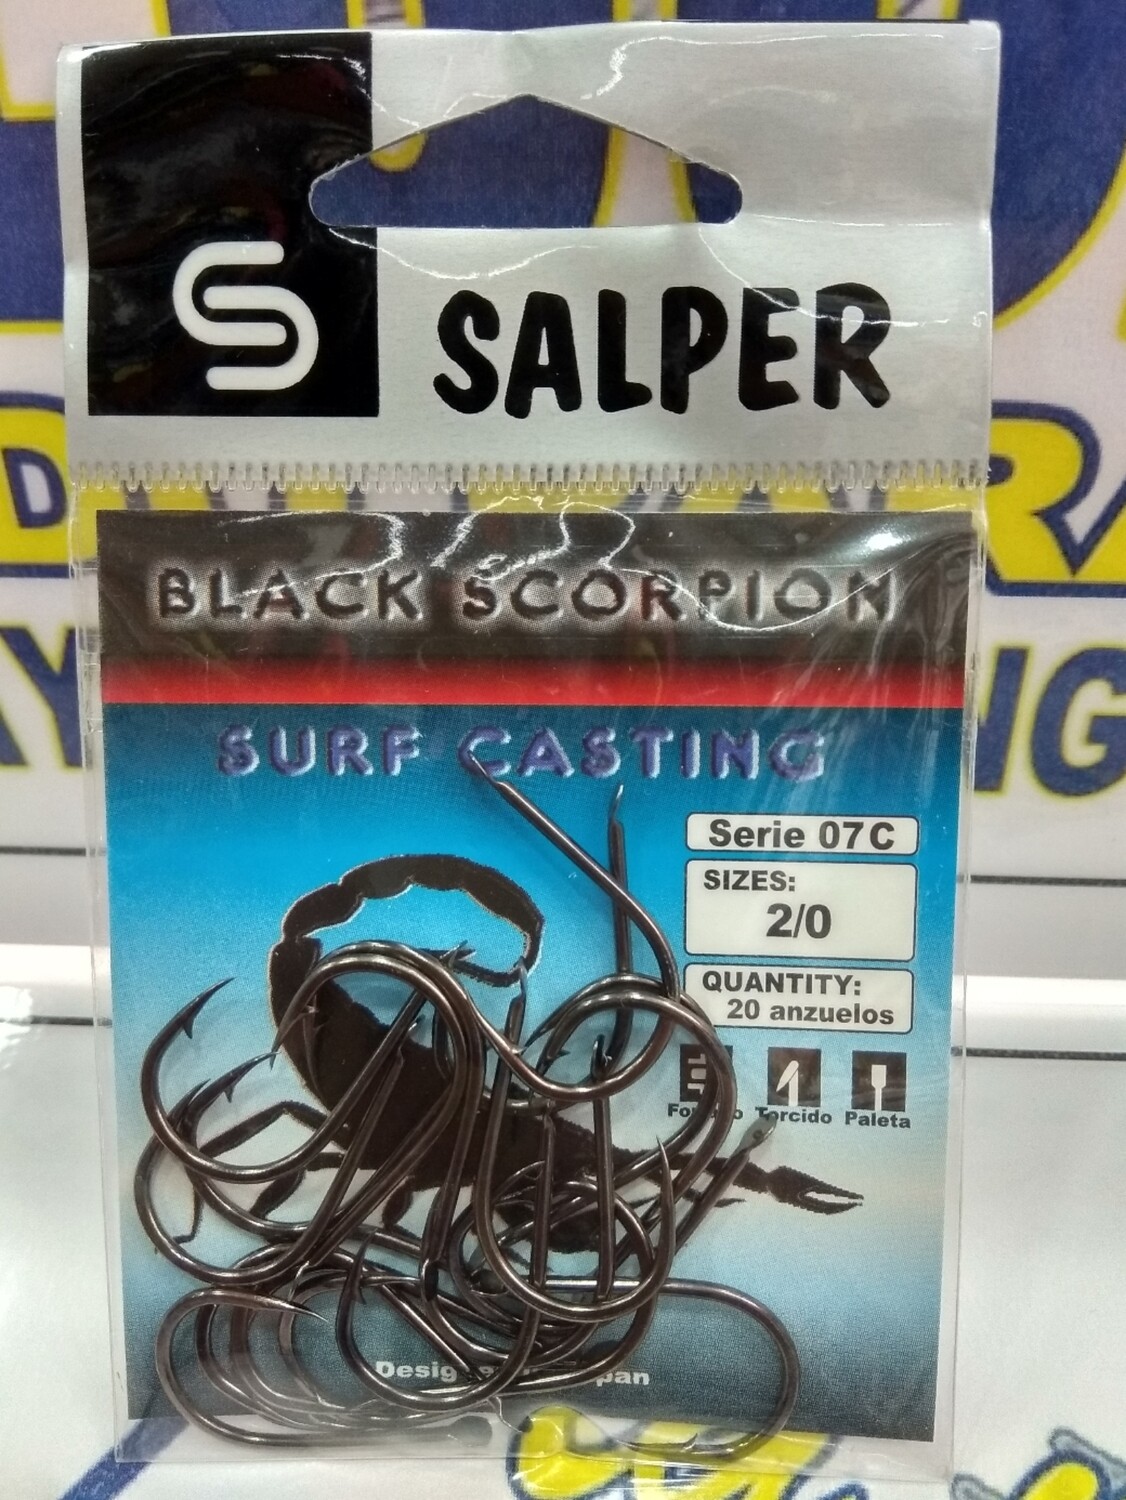 SALPER
BLACK SCORPION
SURF CASTING
Serie 07C
SIZES:
2/0
QUANTITY:
20 anzuelos
Torcido Paleta